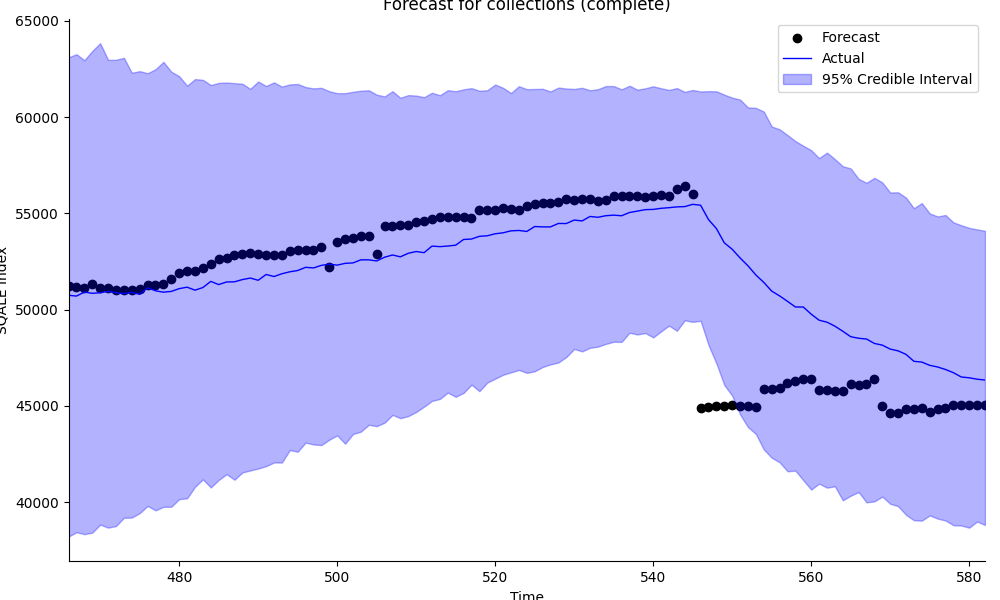 Forecast for collections (complete)
65000
60000
55000
50000
45000
40000
SQALE Index
480
500
520
540
560
580
Time
Forecast
Actual
95% Credible Interval